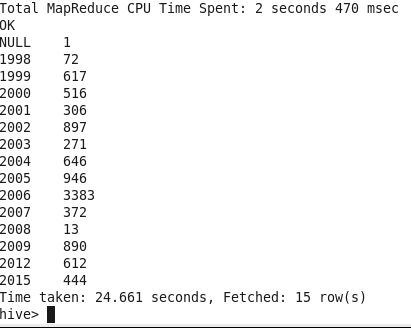 Total MapReduce CPU Time Spent: 2 seconds 470 msec
OK
NULL    1
1998    72
1999    617
2000    516
2001    306
2002    897
2003    271
2004    646
2005    946
2006    3383
2007    372
2008    13
2009    890
2012    612
2015    444
Time taken: 24.661 seconds, Fetched: 15 row(s)
hive>